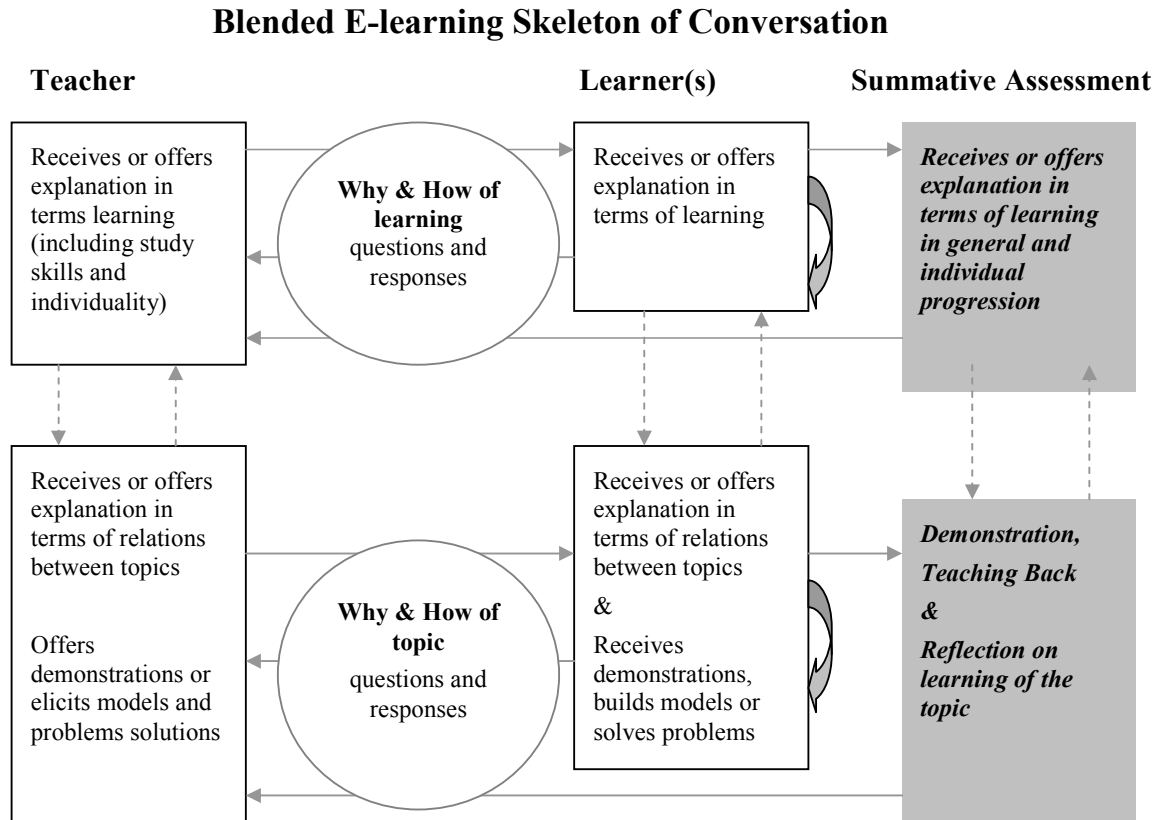 Blended E-learning Skeleton of Conversation
Teacher
Learner(s)
Summative Assessment
Receives or offers
explanation in
terms learning
(including study
skills and
individuality)
Why & How of
learning
questions and
responses
Receives or offers
explanation in
terms of learning
Receives or offers
explanation in
terms of learning
in general and
individual
progression
Receives or offers
explanation in
terms of relations
between topics
Offers
demonstrations or
elicits models and
problems solutions
Why & How of
topic
questions and
responses
Receives or offers
explanation in
terms of relations
between topics
&
Receives
demonstrations,
builds models or
solves problems
Demonstration,
Teaching Back
&
Reflection on
learning of the
topic